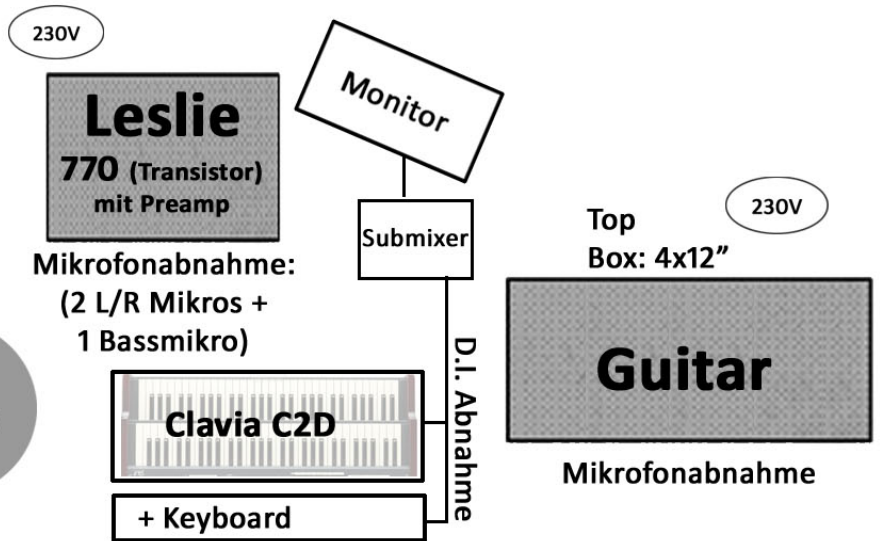 230V
Leslie
770 (Transistor)
mit Preamp
Mikrofonabnahme:
(2 L/R Mikros +
1 Bassmikro)
Monitor
Submixer
D.I. Abnahme
Clavia C2D
+ Keyboard
230V
Top
Box: 4x12”
Guitar
Mikrofonabnahme